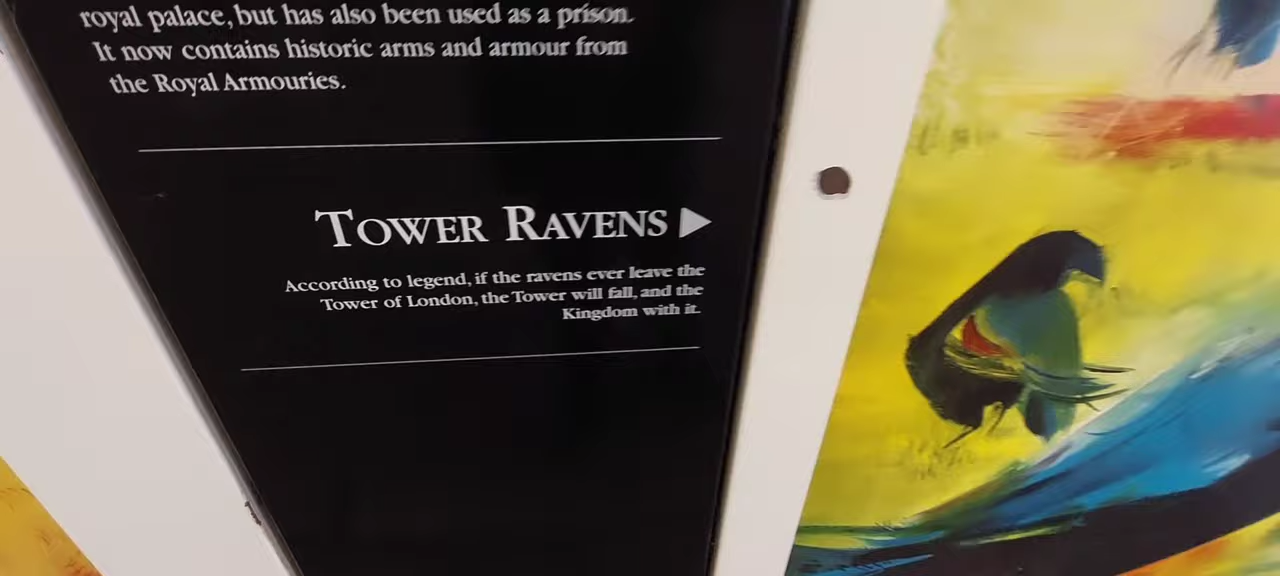 royal palace, but has also been used as a prison.
It now contains historic arms and armour from
the Royal Armouries.
TOWER RAVENS
According to legend, if the ravens ever leave the
Tower of London, the Tower will fall, and the
Kingdom with it.